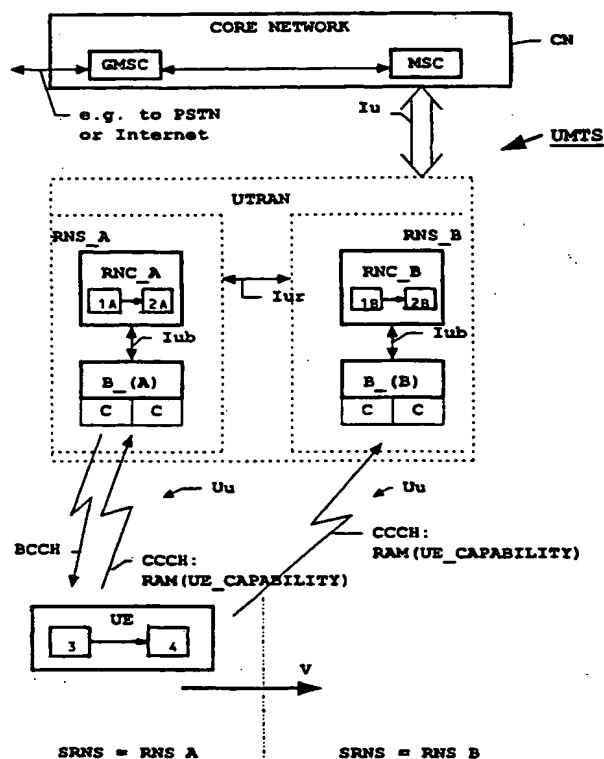 CORE NETWORK
CN
GMSC
MSC
e.g. to PSTN
or Internet
Iu
UMTS
UTRAN
RNS_A
RNS_B
RNC_A
RNC_B
1A
2A
1B
2B
Iur
Iub
Iub
B_(A)
B_(B)
C
C
C
C
Uu
Uu
BCCH
CCCH:
RAM(UE_CAPABILITY)
CCCH:
RAM(UE_CAPABILITY)
UE
3
4
V
SRNS = RNS A
SRNS = RNS B